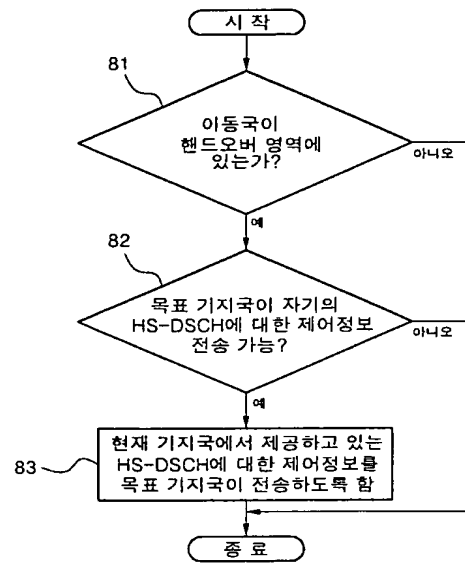 시 작
81
이동국이
핸드오버 영역에
있는가?
아니오
예
82
목표 기지국이 자기의
HS-DSCH에 대한 제어정보
전송 가능?
아니오
예
83
현재 기지국에서 제공하고 있는
HS-DSCH에 대한 제어정보를
목표 기지국이 전송하도록 함
종 료